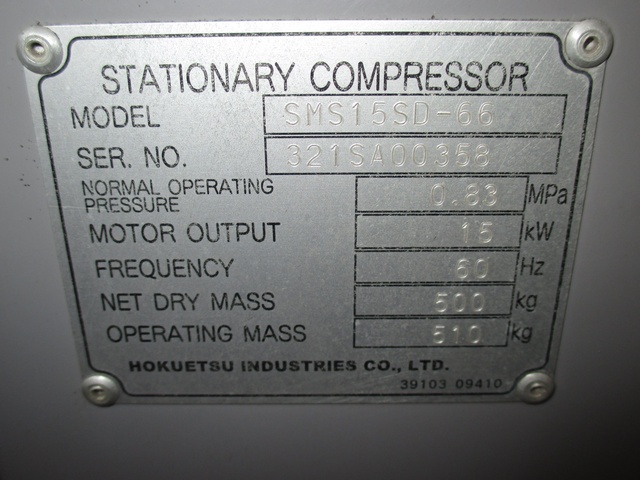 STATIONARY COMPRESSOR
MODEL SMS15SD-66
SER. NO. 321SA00358
NORMAL OPERATING PRESSURE 0.83 MPa
MOTOR OUTPUT 15 kW
FREQUENCY 60 Hz
NET DRY MASS 500 kg
OPERATING MASS 510 kg
HOKUETSU INDUSTRIES CO., LTD.
39103 09410